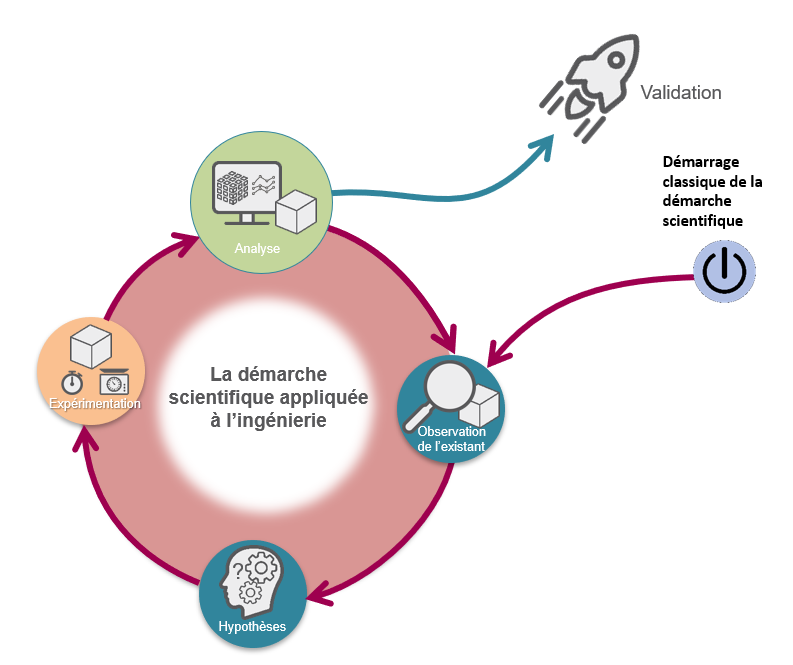 Validation
Démarrage
classique de la
démarche
scientifique
Analyse
La démarche
scientifique appliquée
à l'ingénierie
Expérimentation
Observation
de l'existant
?
Hypothèses